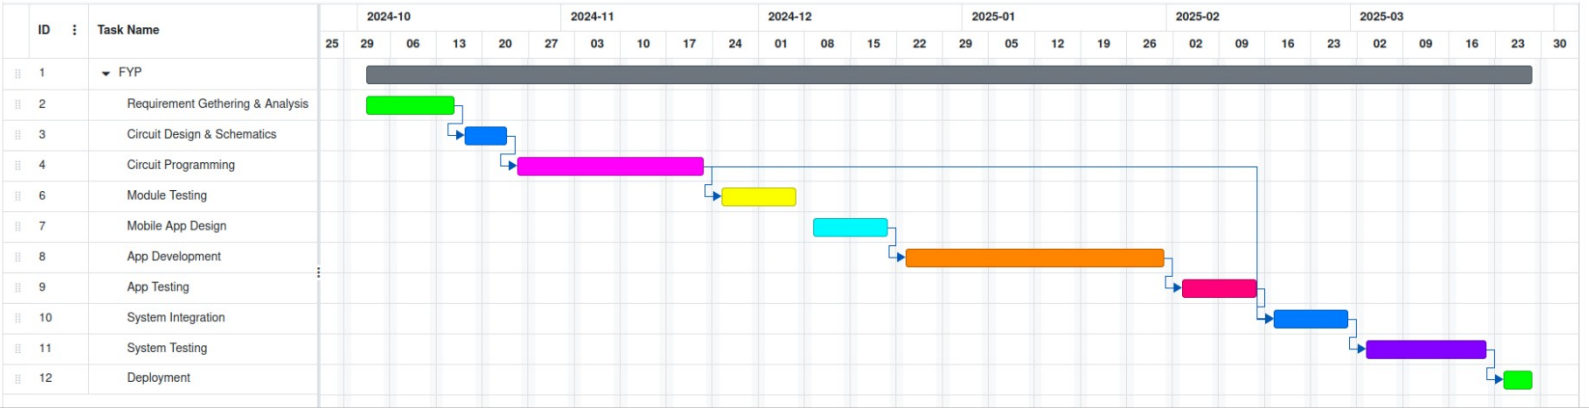 ID Task Name 2024-10 2024-11 2024-12 2025-01 2025-02 2025-03
25 29 06 13 20 27 03 10 17 24 01 08 15 22 29 05 12 19 26 02 09 16 23 02 09 16 23 30
1 FYP
2 Requirement Gethering & Analysis
3 Circuit Design & Schematics
4 Circuit Programming
6 Module Testing
7 Mobile App Design
8 App Development
9 App Testing
10 System Integration
11 System Testing
12 Deployment